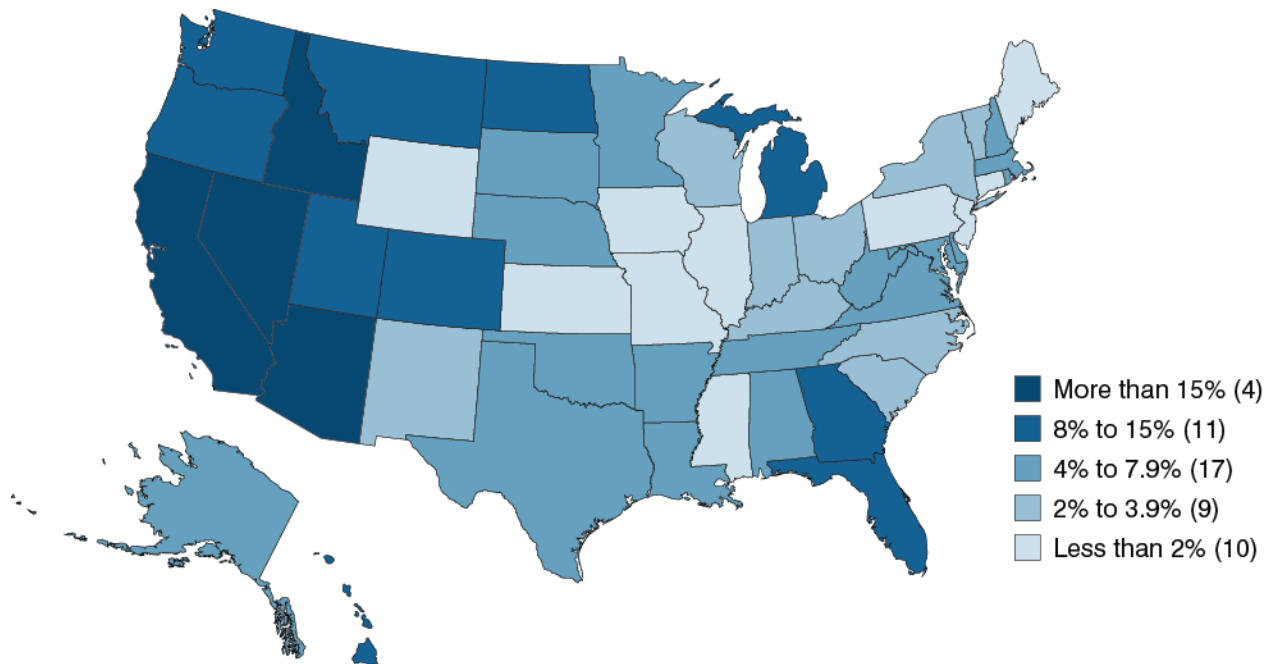 More than 15% (4)
8% to 15% (11)
4% to 7.9% (17)
2% to 3.9% (9)
Less than 2% (10)